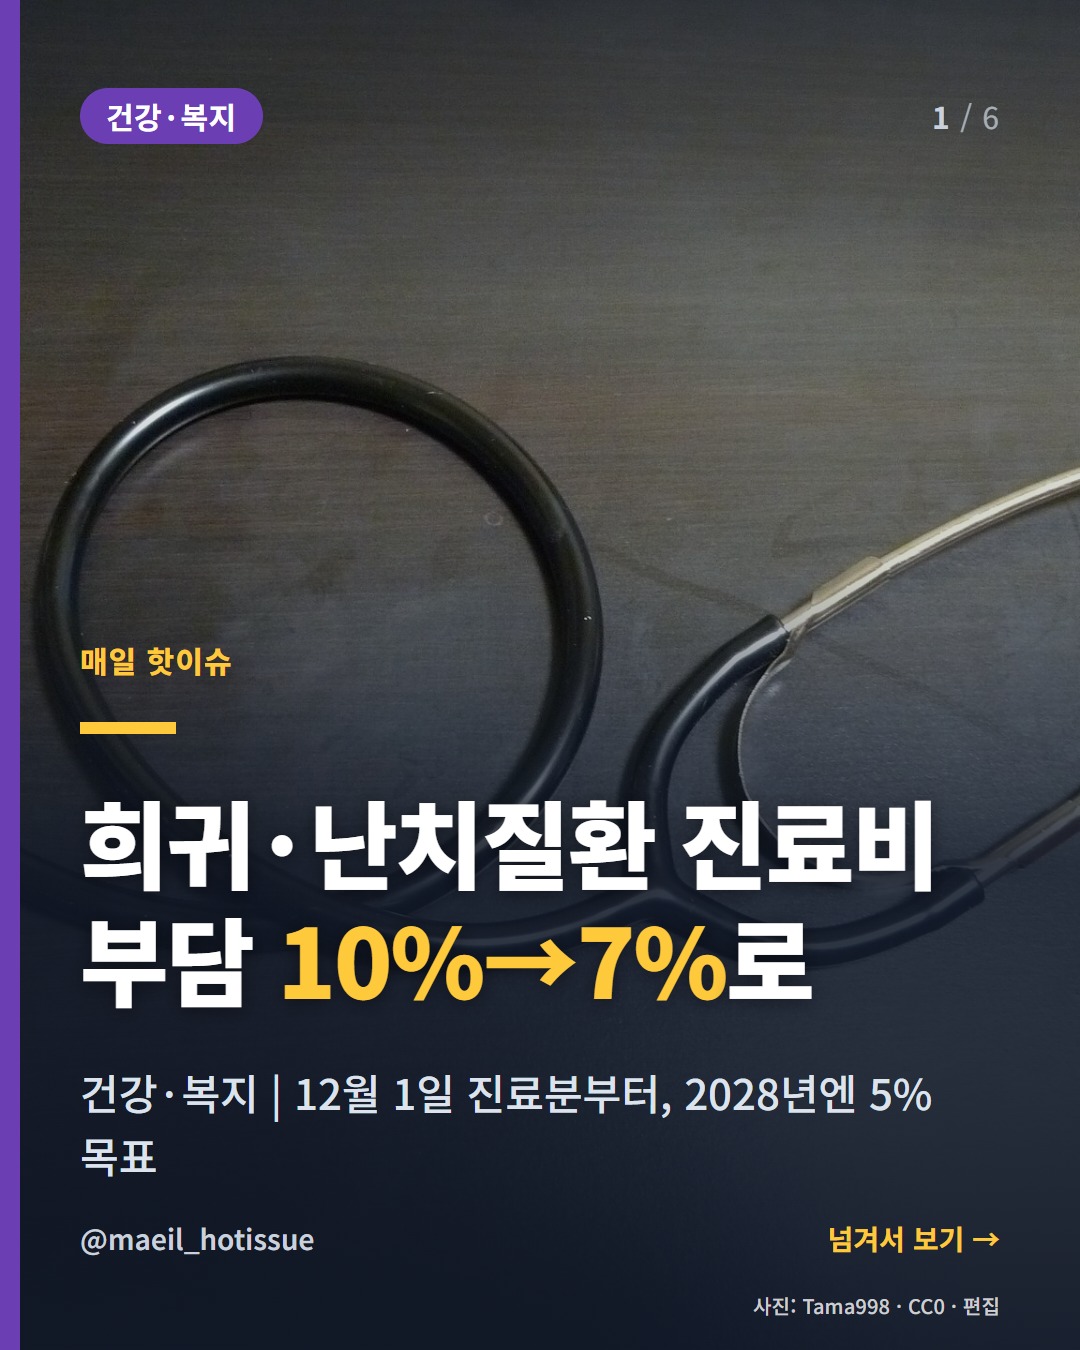 건강·복지
1 / 6
매일 핫이슈
희귀·난치질환 진료비
부담 10%→7%로
건강·복지 | 12월 1일 진료분부터, 2028년엔 5%
목표
@maeil_hotissue
넘겨서 보기 →
사진: Tama998 · CC0 · 편집